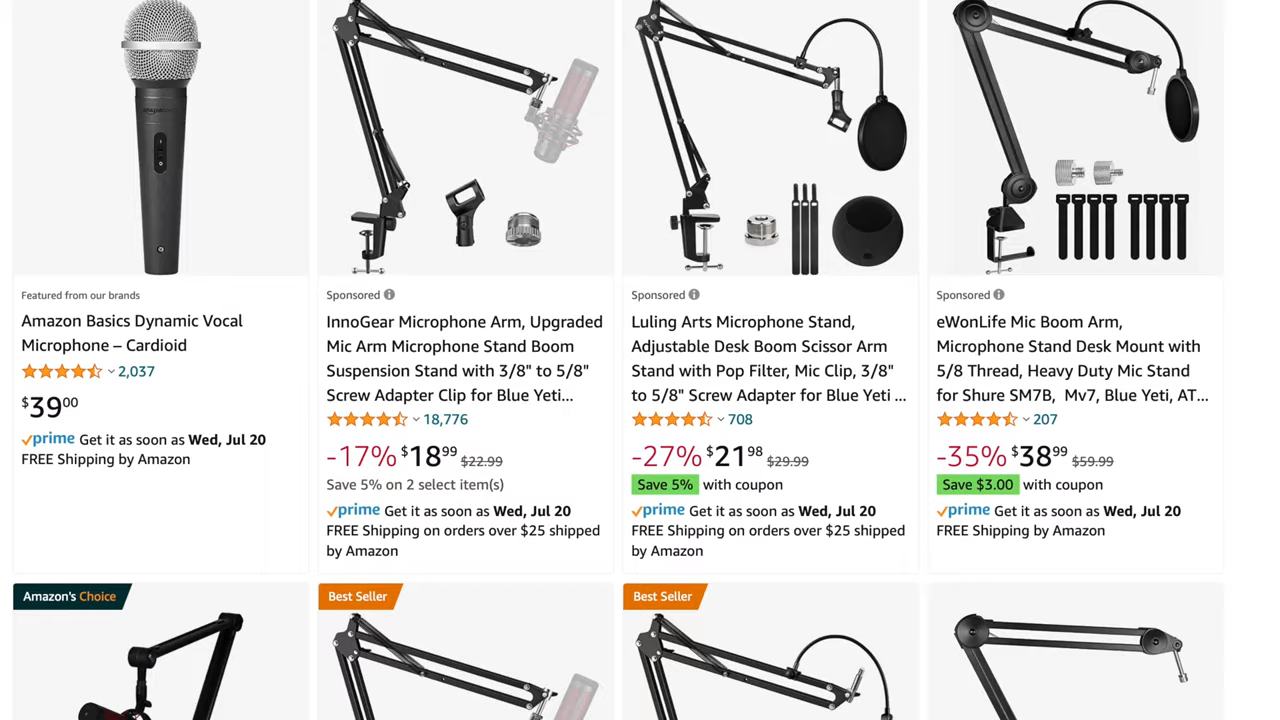 Featured from our brands
Amazon Basics Dynamic Vocal
Microphone – Cardioid
2,037
$3900
prime Get it as soon as Wed, Jul 20
FREE Shipping by Amazon
Sponsored
InnoGear Microphone Arm, Upgraded
Mic Arm Microphone Stand Boom
Suspension Stand with 3/8" to 5/8"
Screw Adapter Clip for Blue Yeti...
18,776
-17% $1899 $22.99
Save 5% on 2 select item(s)
prime Get it as soon as Wed, Jul 20
FREE Shipping on orders over $25 shipped
by Amazon
Sponsored
Luling Arts Microphone Stand,
Adjustable Desk Boom Scissor Arm
Stand with Pop Filter, Mic Clip, 3/8"
to 5/8" Screw Adapter for Blue Yeti ...
708
-27% $2198 $29.99
Save 5% with coupon
prime Get it as soon as Wed, Jul 20
FREE Shipping on orders over $25 shipped
by Amazon
Sponsored
eWonLife Mic Boom Arm,
Microphone Stand Desk Mount with
5/8 Thread, Heavy Duty Mic Stand
for Shure SM7B, Mv7, Blue Yeti, AT...
207
-35% $3899 $59.99
Save $3.00 with coupon
prime Get it as soon as Wed, Jul 20
FREE Shipping by Amazon
Amazon's Choice
Best Seller
Best Seller